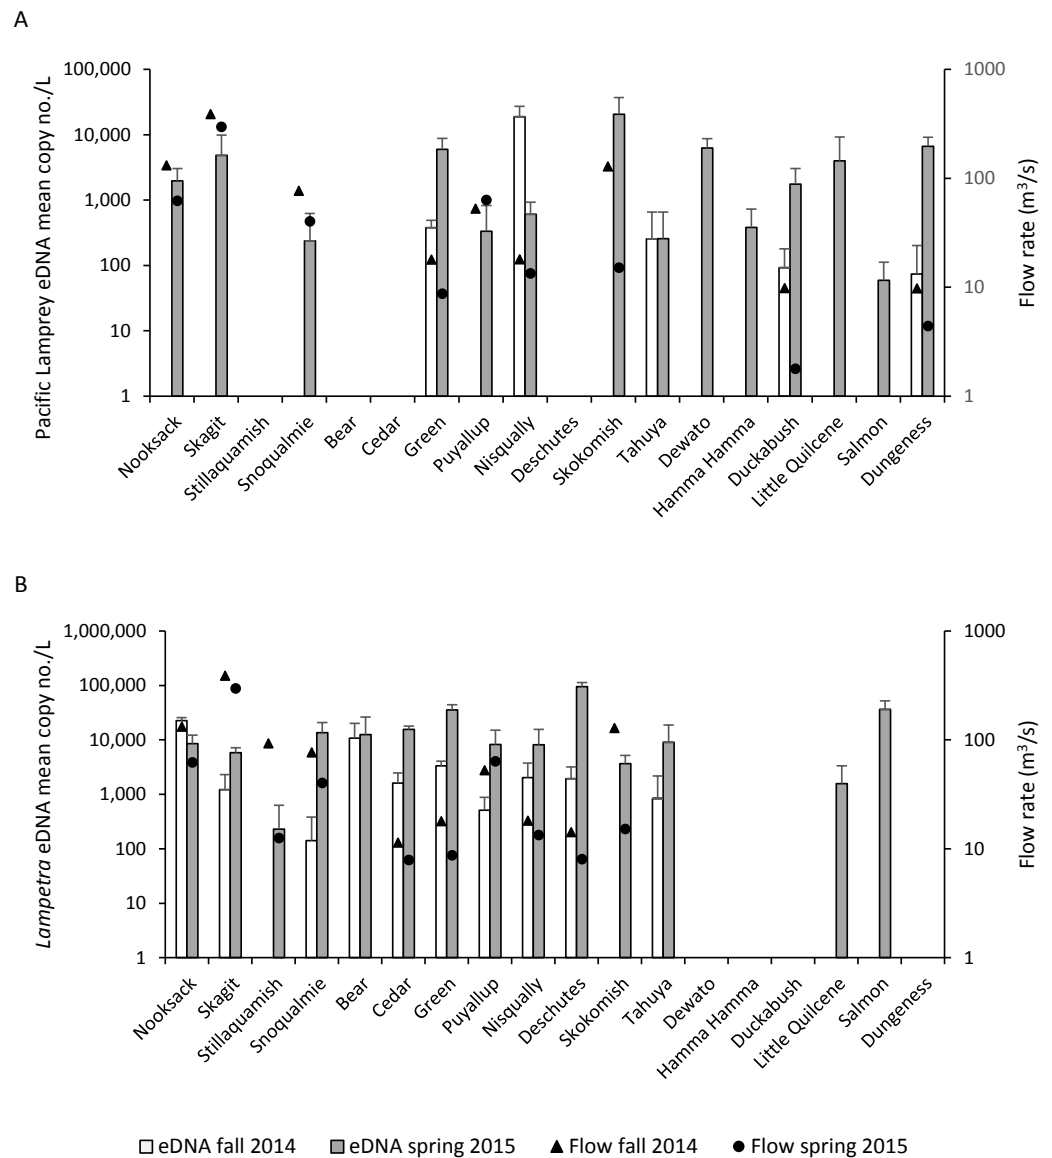 A
Pacific Lamprey eDNA mean copy no./L
100,000
10,000
1,000
100
10
1
1000
100
10
1
Flow rate (m³/s)
Nooksack
Skagit
Stillaquamish
Snoqualmie
Bear
Cedar
Green
Puyallup
Nisqually
Deschutes
Skokomish
Tahuya
Dewato
Hamma Hamma
Duckabush
Little Quilcene
Salmon
Dungeness
B
Lampetra eDNA mean copy no./L
1,000,000
100,000
10,000
1,000
100
10
1
1000
100
10
1
Flow rate (m³/s)
Nooksack
Skagit
Stillaquamish
Snoqualmie
Bear
Cedar
Green
Puyallup
Nisqually
Deschutes
Skokomish
Tahuya
Dewato
Hamma Hamma
Duckabush
Little Quilcene
Salmon
Dungeness
eDNA fall 2014 eDNA spring 2015 Flow fall 2014 Flow spring 2015